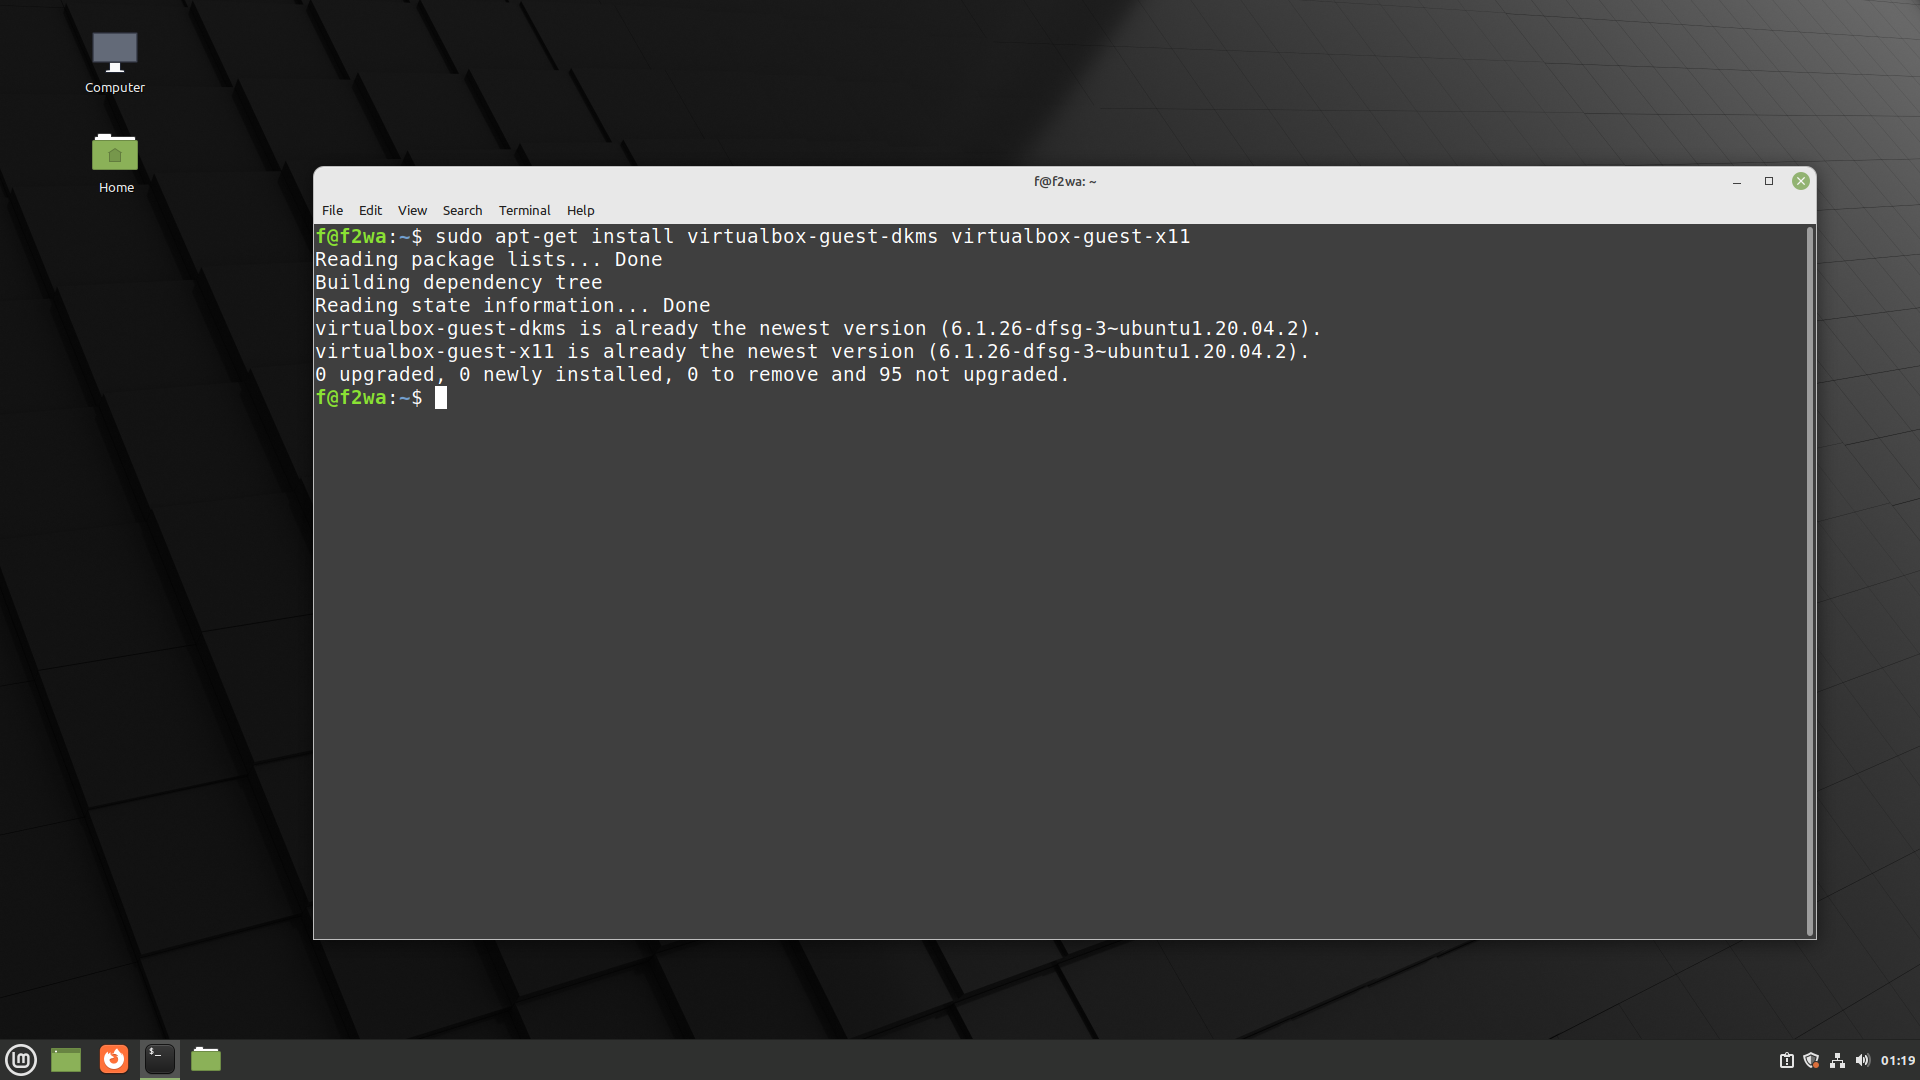 Computer
Home
f@f2wa: ~
File Edit View Search Terminal Help
f@f2wa:~$ sudo apt-get install virtualbox-guest-dkms virtualbox-guest-x11
Reading package lists... Done
Building dependency tree
Reading state information... Done
virtualbox-guest-dkms is already the newest version (6.1.26-dfsg-3~ubuntu1.20.04.2).
virtualbox-guest-x11 is already the newest version (6.1.26-dfsg-3~ubuntu1.20.04.2).
0 upgraded, 0 newly installed, 0 to remove and 95 not upgraded.
f@f2wa:~$
01:19